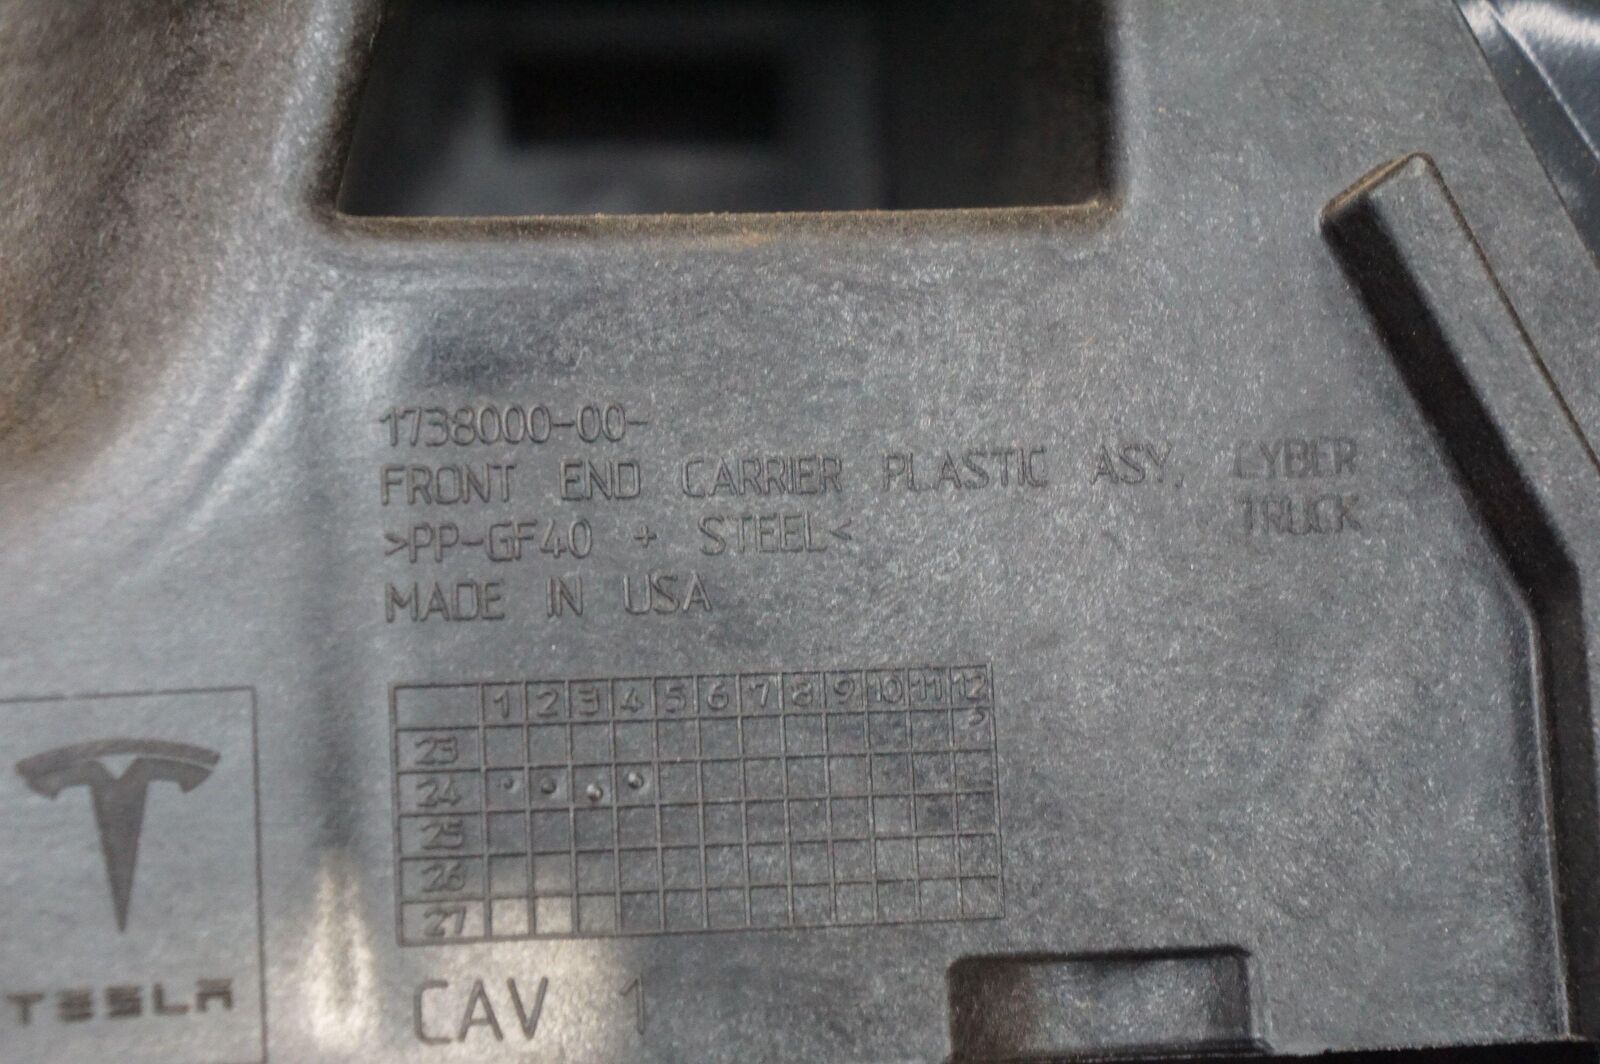 1738000-00-
FRONT END CARRIER PLASTIC ASY, CYBER
TRUCK
>PP-GF40 + STEEL<
MADE IN USA
1 2 3 4 5 6 7 8 9 10 11 12
23
24
25
26
27
TESLA
CAV 1